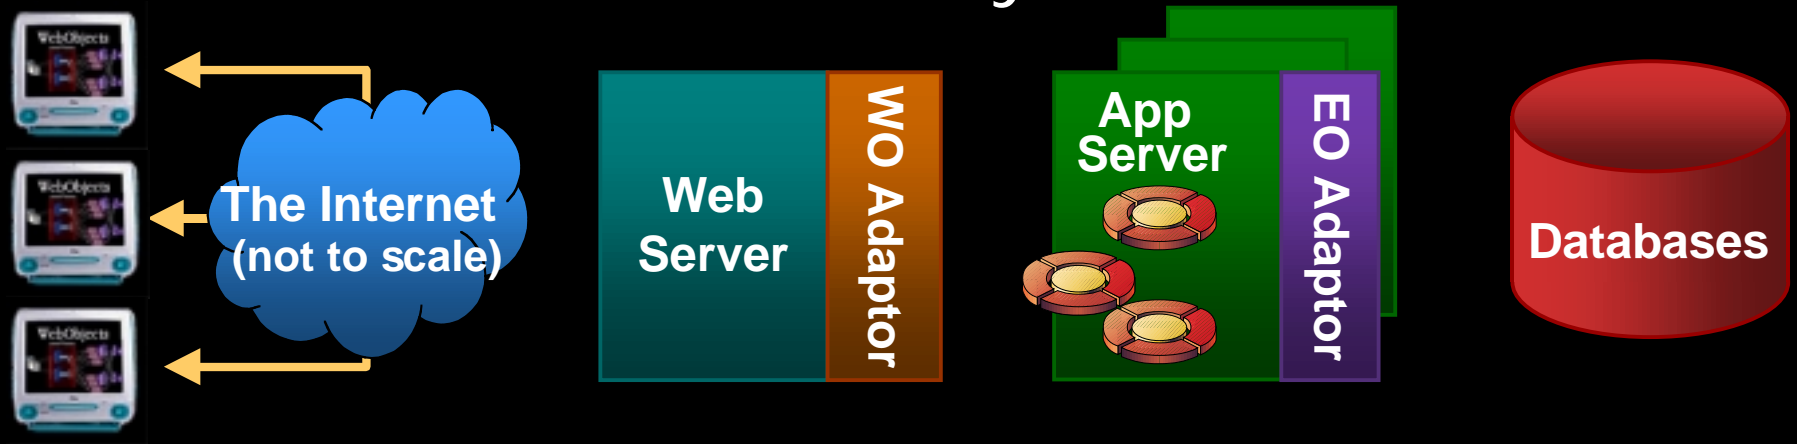 WebObjects
WebObjects
WebObjects
The Internet
(not to scale)
Web
Server
WO Adaptor
App
Server
EO Adaptor
Databases